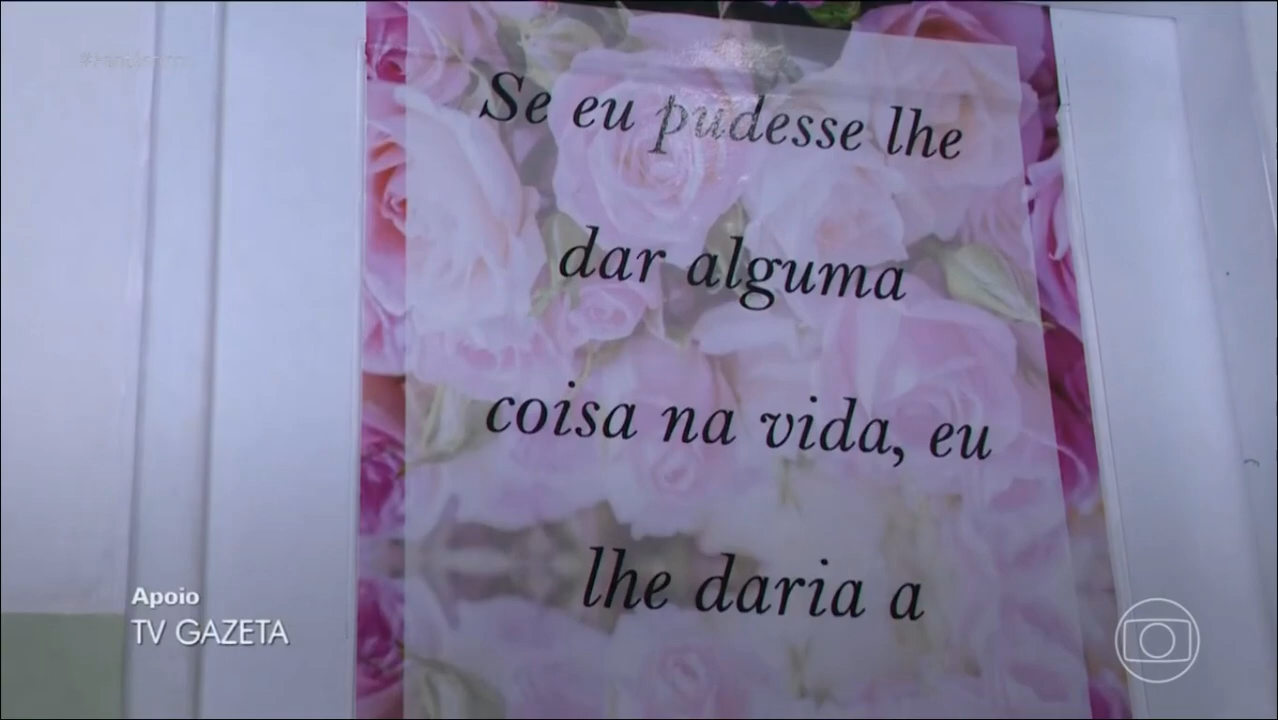 Se eu pudesse lhe
dar alguma
coisa na vida, eu
lhe daria a
Apoio
TV GAZETA